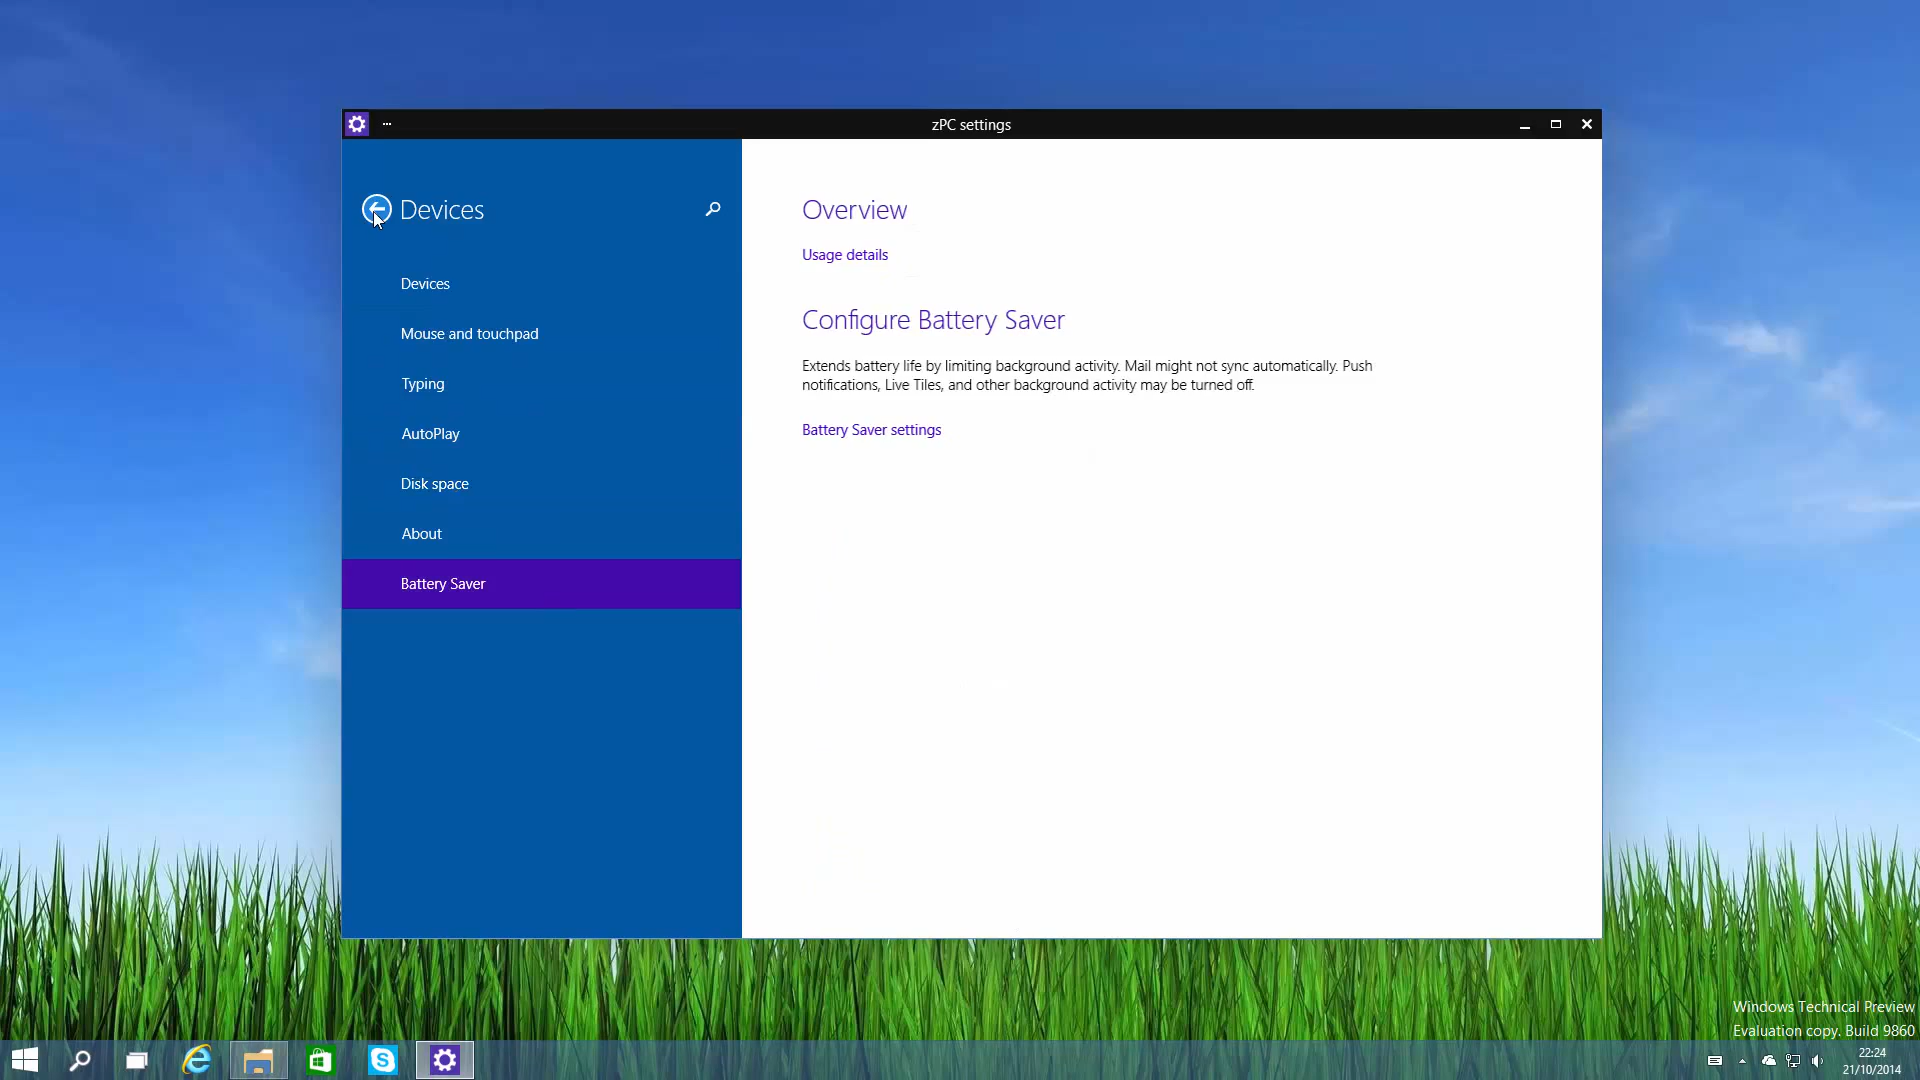 zPC settings
Devices
Devices
Mouse and touchpad
Typing
AutoPlay
Disk space
About
Battery Saver
Overview
Usage details
Configure Battery Saver
Extends battery life by limiting background activity. Mail might not sync automatically. Push
notifications, Live Tiles, and other background activity may be turned off.
Battery Saver settings
Windows Technical Preview
Evaluation copy. Build 9860
22:24
21/10/2014